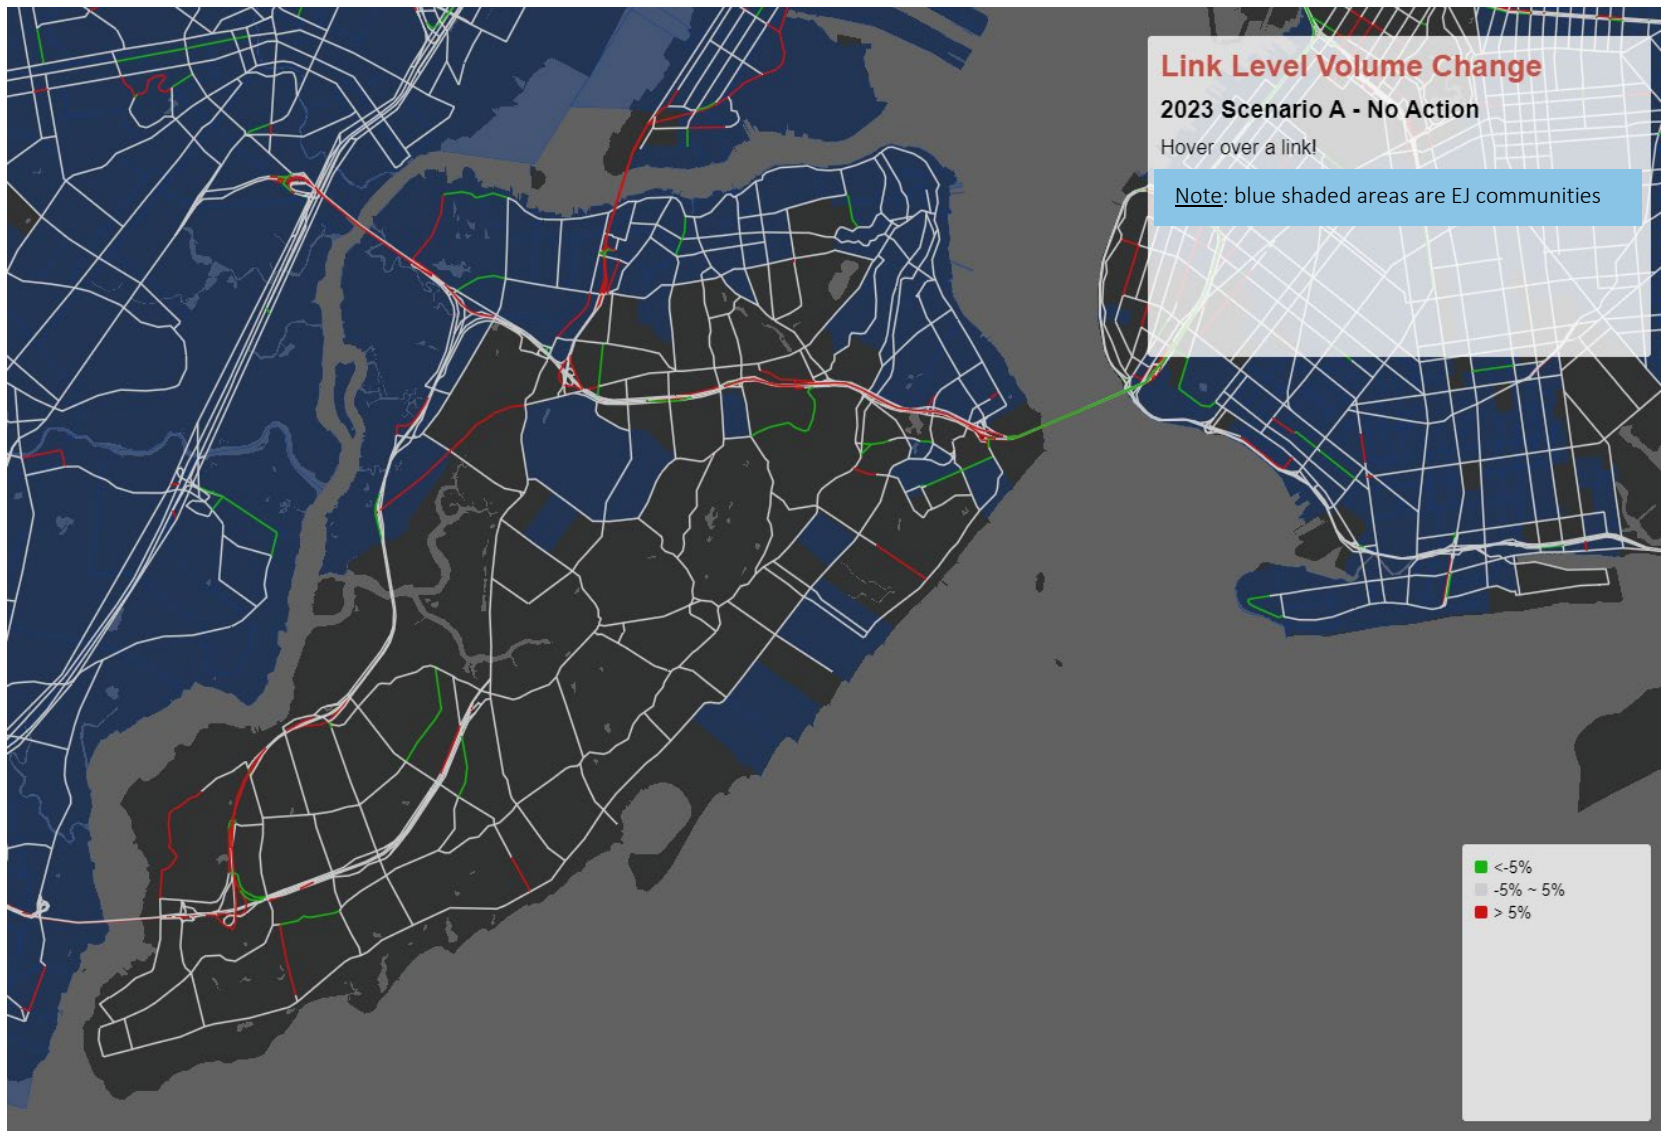 Link Level Volume Change
2023 Scenario A - No Action
Hover over a link!
Note: blue shaded areas are EJ communities
<-5%
-5% ~ 5%
> 5%